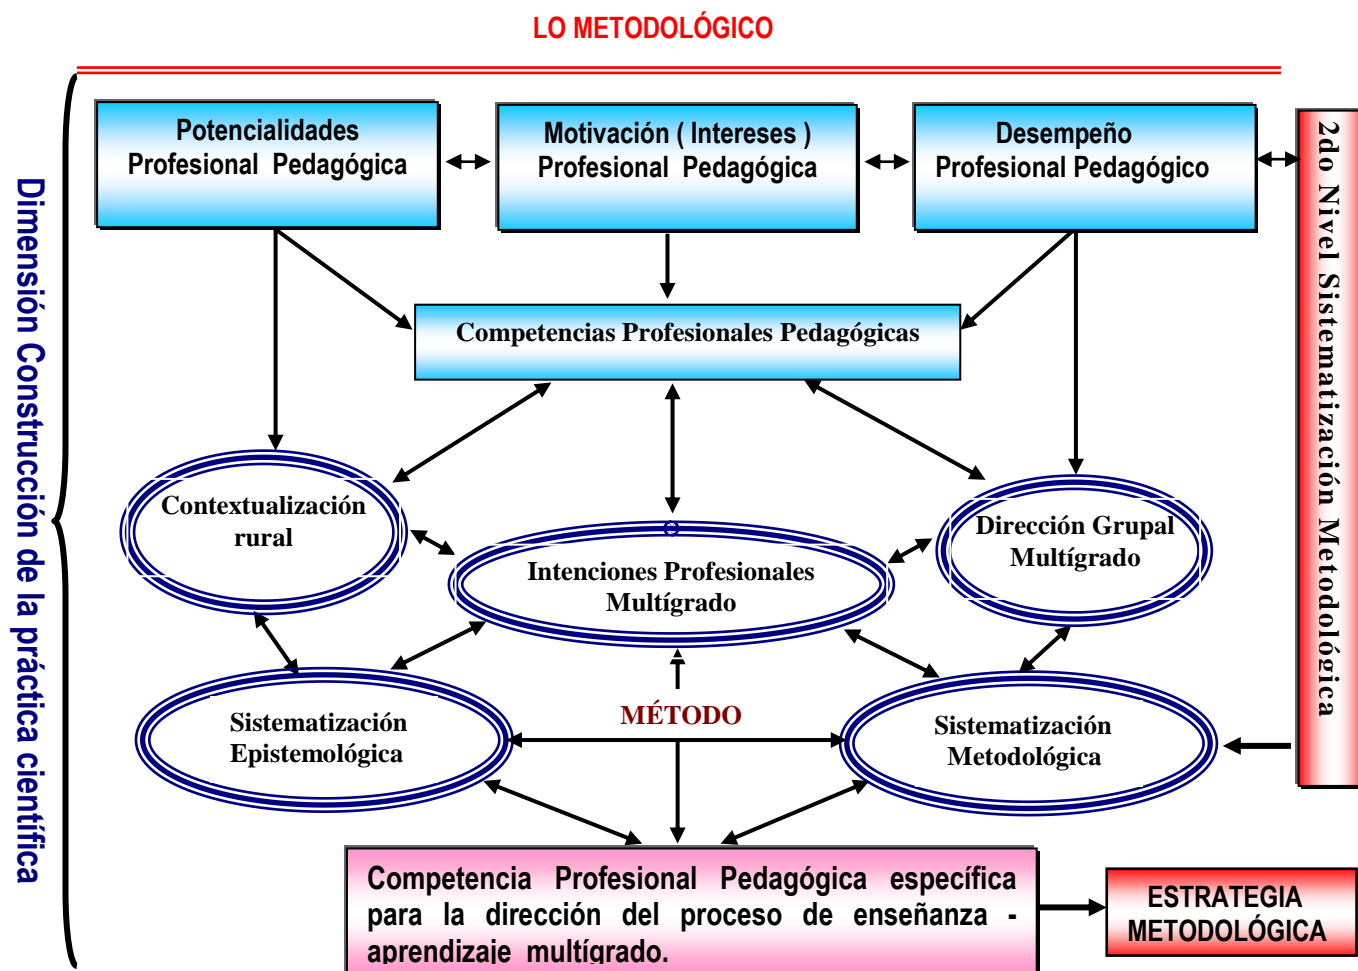 LO METODOLÓGICO
Dimensión Construcción de la práctica científica
Potencialidades
Profesional Pedagógica
Motivación ( Intereses )
Profesional Pedagógica
Desempeño
Profesional Pedagógico
2do Nivel Sistematización Metodológica
Competencias Profesionales Pedagógicas
Contextualización
rural
Intenciones Profesionales
Multígrado
Dirección Grupal
Multígrado
Sistematización
Epistemológica
MÉTODO
Sistematización
Metodológica
Competencia Profesional Pedagógica específica
para la dirección del proceso de enseñanza -
aprendizaje multígrado.
ESTRATEGIA
METODOLÓGICA